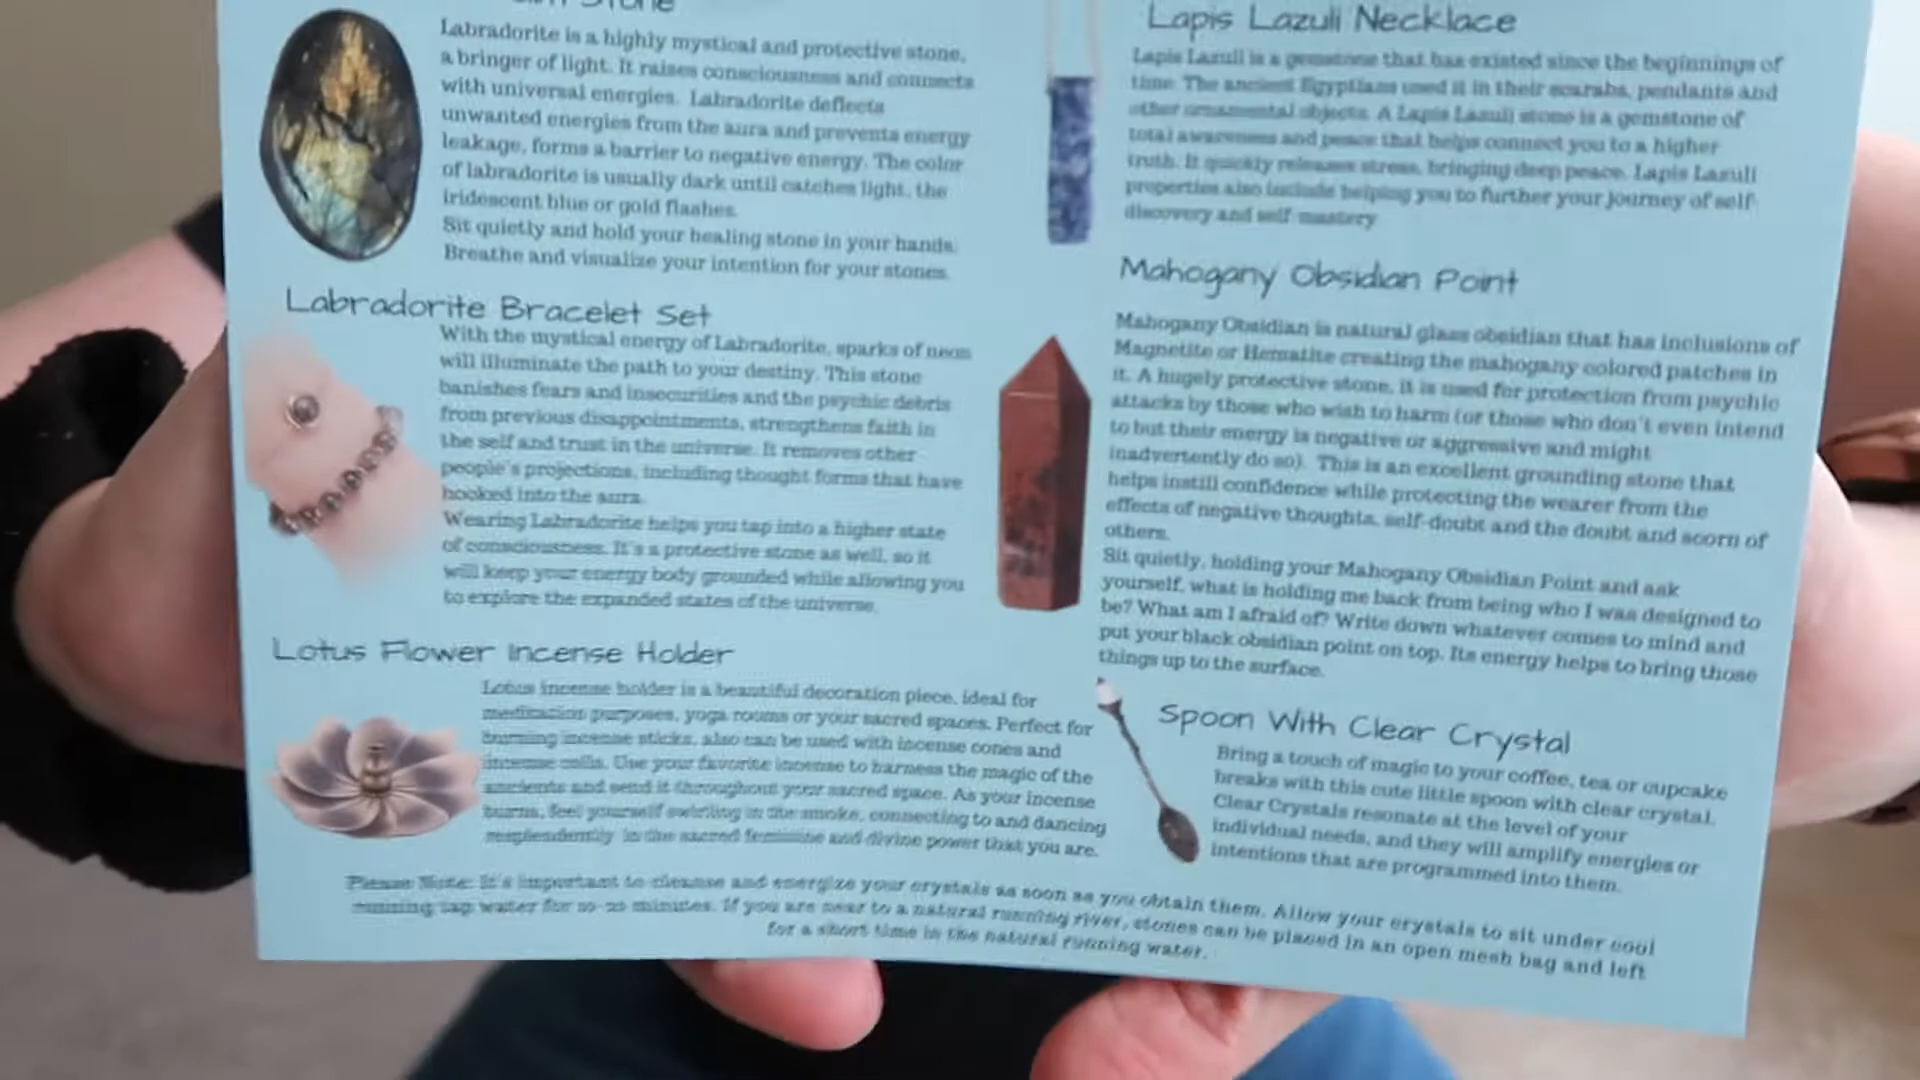 Stone
Labradorite is a highly mystical and protective stone,
a bringer of light. It raises consciousness and connects
with universal energies. Labradorite deflects
unwanted energies from the aura and prevents energy
leakage, forms a barrier to negative energy. The color
of labradorite is usually dark until catches light, the
iridescent blue or gold flashes.
Sit quietly and hold your healing stone in your hands.
Breathe and visualize your intention for your stones.
Labradorite Bracelet Set
With the mystical energy of Labradorite, sparks of neon
will illuminate the path to your destiny. This stone
banishes fears and insecurities and the psychic debris
from previous disappointments, strengthens faith in
the self and trust in the universe. It removes other
people's projections, including thought forms that have
hooked into the aura.
Wearing Labradorite helps you tap into a higher state
of consciousness. It's a protective stone as well, so it
will keep your energy body grounded while allowing you
to explore the expanded states of the universe.
Lotus Flower Incense Holder
Lotus incense holder is a beautiful decoration piece, ideal for
meditation purposes, yoga rooms or your sacred spaces. Perfect for
burning incense sticks, also can be used with incense cones and
incense coils. Use your favorite incense to harness the magic of the
ancients and send it throughout your sacred space. As your incense
burns, feel yourself swirling in the smoke, connecting to and dancing
resplendently in the sacred feminine and divine power that you are.
Lapis Lazuli Necklace
Lapis Lazuli is a gemstone that has existed since the beginnings of
time. The ancient Egyptians used it in their scarabs, pendants and
other ornamental objects. A Lapis Lazuli stone is a gemstone of
total awareness and peace that helps connect you to a higher
truth. It quickly releases stress, bringing deep peace. Lapis Lazuli
properties also include helping you to further your journey of self-
discovery and self-mastery.
Mahogany Obsidian Point
Mahogany Obsidian is natural glass obsidian that has inclusions of
Magnetite or Hematite creating the mahogany colored patches in
it. A hugely protective stone, it is used for protection from psychic
attacks by those who wish to harm (or those who don't even intend
to but their energy is negative or aggressive and might
inadvertently do so). This is an excellent grounding stone that
helps instill confidence while protecting the wearer from the
effects of negative thoughts, self-doubt and the doubt and scorn of
others.
Sit quietly, holding your Mahogany Obsidian Point and ask
yourself, what is holding me back from being who I was designed to
be? What am I afraid of? Write down whatever comes to mind and
put your black obsidian point on top. Its energy helps to bring those
things up to the surface.
Spoon With Clear Crystal
Bring a touch of magic to your coffee, tea or cupcake
breaks with this cute little spoon with clear crystal.
Clear Crystals resonate at the level of your
individual needs, and they will amplify energies or
intentions that are programmed into them.
Please Note: It's important to cleanse and energize your crystals as soon as you obtain them. Allow your crystals to sit under cool
running tap water for 10-20 minutes. If you are near to a natural running river, stones can be placed in an open mesh bag and left
for a short time in the natural running water.